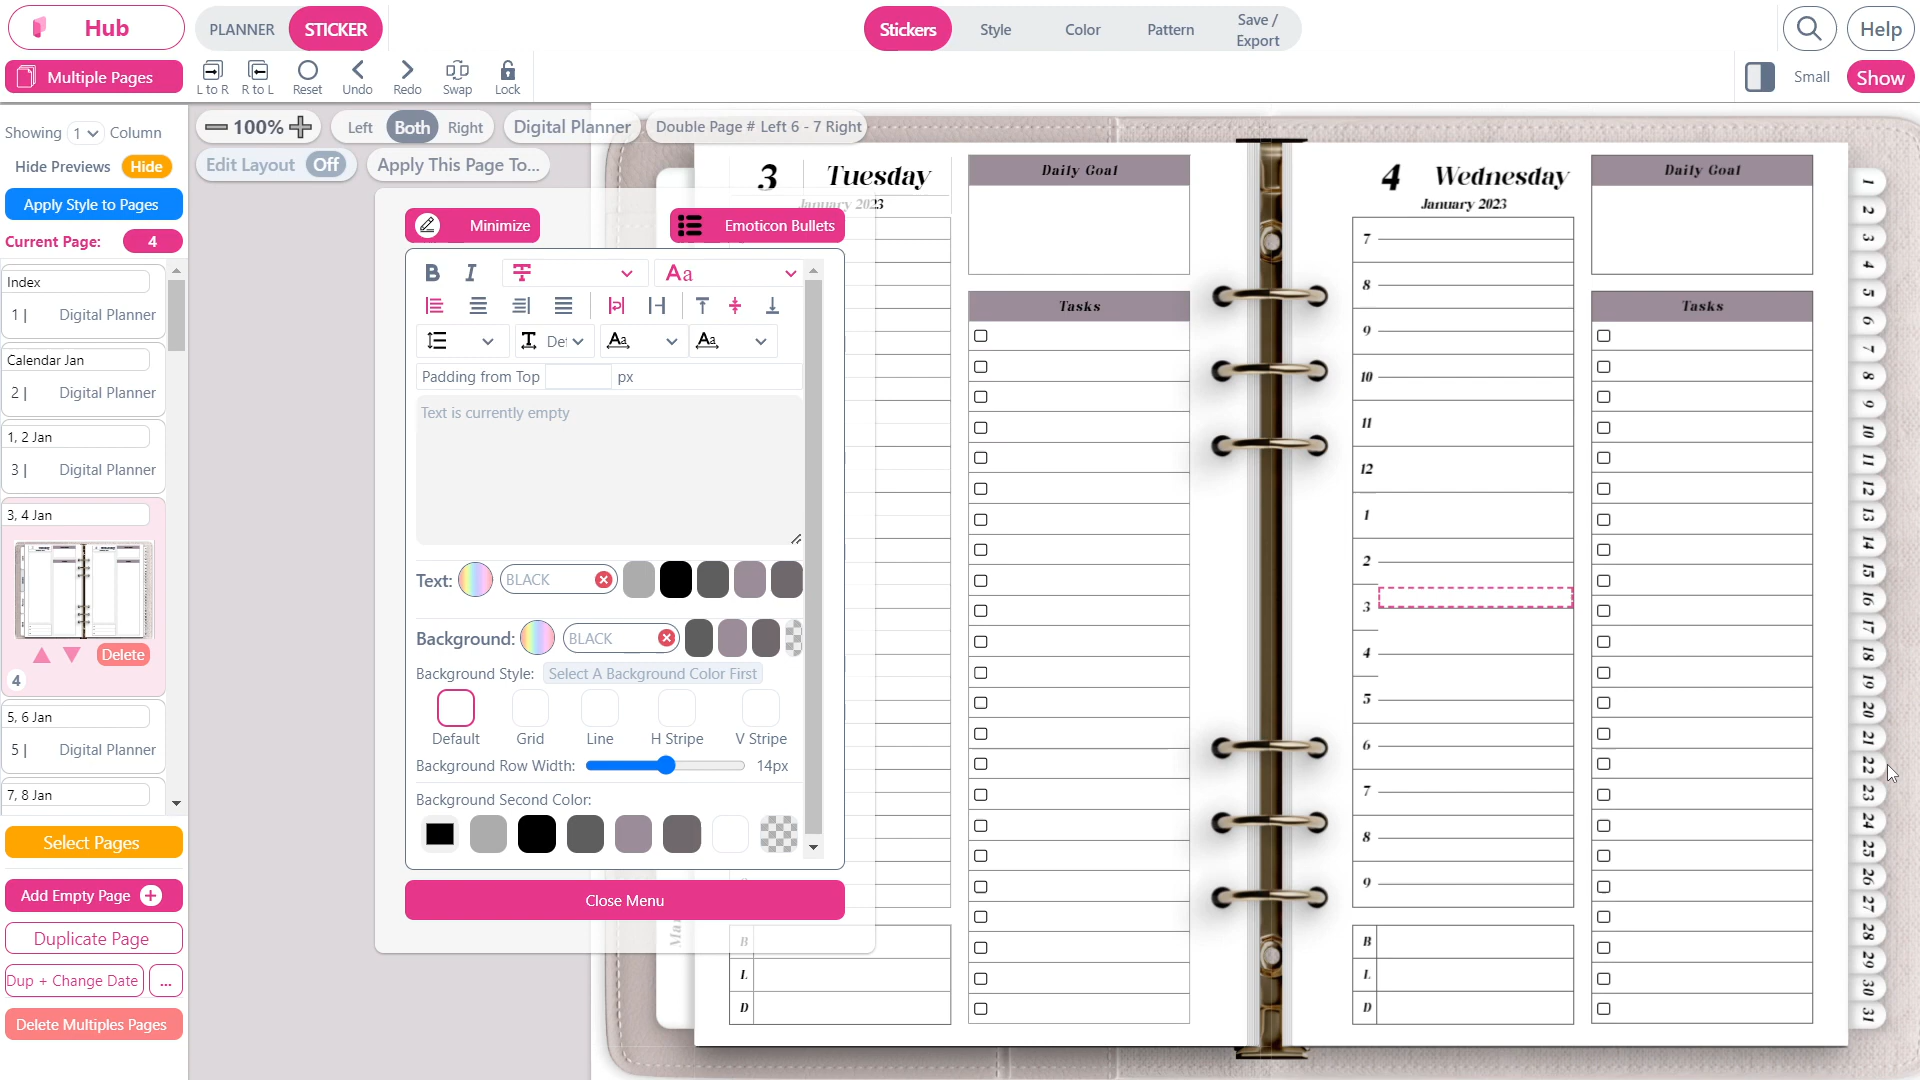 Hub
PLANNER
STICKER
Stickers
Style
Color
Pattern
Save /
Export
Help
Multiple Pages
L to R
R to L
Reset
Undo
Redo
Swap
Lock
Small
Show
Showing 1 Column
Hide Previews Hide
Apply Style to Pages
Current Page: 4
Index
1 | Digital Planner
Calendar Jan
2 | Digital Planner
1, 2 Jan
3 | Digital Planner
3, 4 Jan
Delete
4
5, 6 Jan
5 | Digital Planner
7, 8 Jan
Select Pages
Add Empty Page
Duplicate Page
Dup + Change Date ...
Delete Multiples Pages
100%
Left Both Right
Digital Planner
Double Page # Left 6 - 7 Right
Edit Layout Off
Apply This Page To...
Minimize
Emoticon Bullets
B I Aa
T De Aa Aa
Padding from Top px
Text is currently empty
Text: BLACK
Background: BLACK
Background Style: Select A Background Color First
Default Grid Line H Stripe V Stripe
Background Row Width: 14px
Background Second Color:
Close Menu
3 Tuesday
January 2023
Daily Goal
Tasks
B
L
D
4 Wednesday
January 2023
7
8
9
10
11
12
1
2
3
4
5
6
7
8
9
B
L
D
Daily Goal
Tasks
1
2
3
4
5
6
7
8
9
10
11
12
13
14
15
16
17
18
19
20
21
22
23
24
25
26
27
28
29
30
31